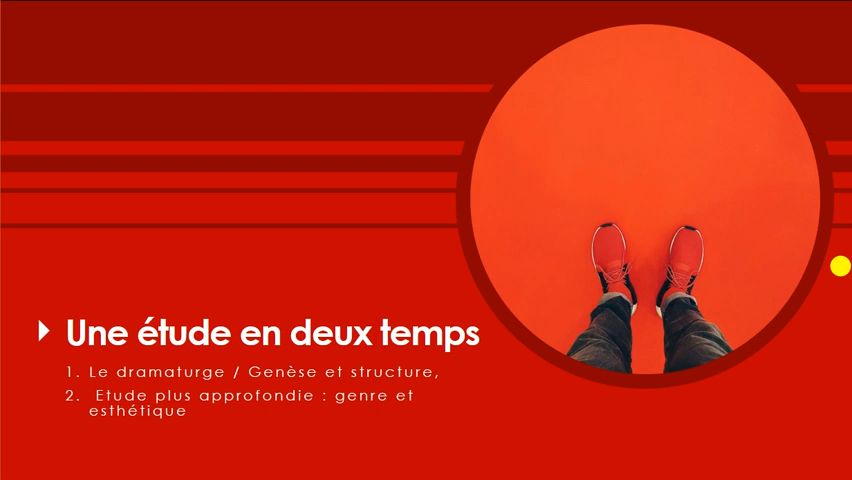 Une étude en deux temps
1. Le dramaturge / Genèse et structure,
2. Etude plus approfondie : genre et
esthétique